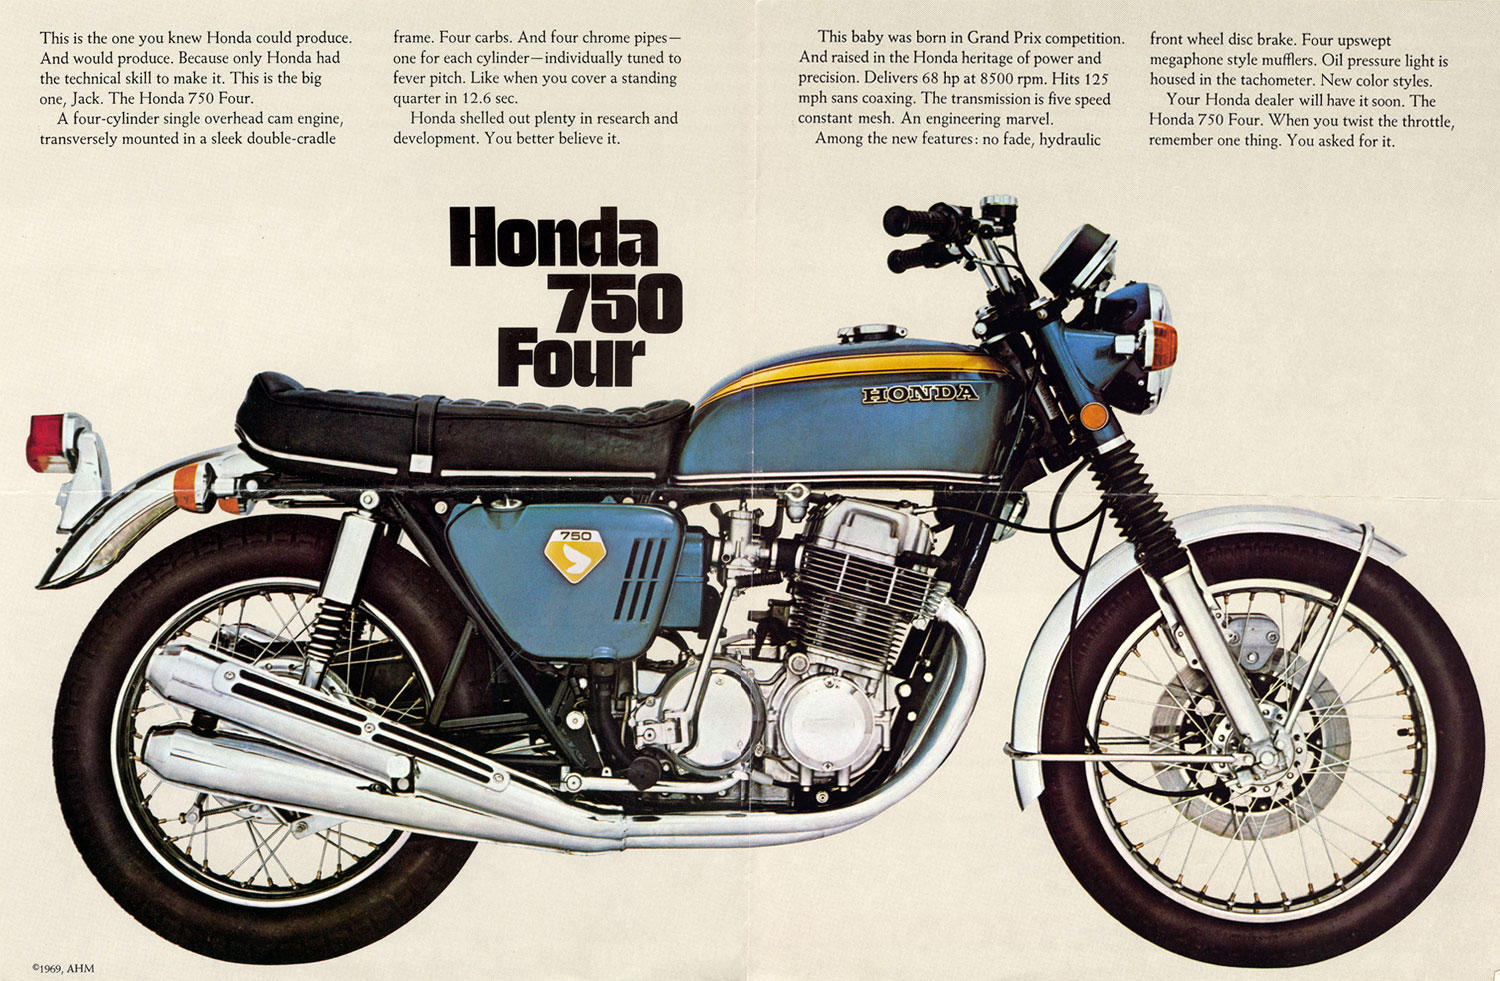 This is the one you knew Honda could produce.
And would produce. Because only Honda had
the technical skill to make it. This is the big
one, Jack. The Honda 750 Four.
A four-cylinder single overhead cam engine,
transversely mounted in a sleek double-cradle
frame. Four carbs. And four chrome pipes—
one for each cylinder—individually tuned to
fever pitch. Like when you cover a standing
quarter in 12.6 sec.
Honda shelled out plenty in research and
development. You better believe it.
This baby was born in Grand Prix competition.
And raised in the Honda heritage of power and
precision. Delivers 68 hp at 8500 rpm. Hits 125
mph sans coaxing. The transmission is five speed
constant mesh. An engineering marvel.
Among the new features: no fade, hydraulic
front wheel disc brake. Four upswept
megaphone style mufflers. Oil pressure light is
housed in the tachometer. New color styles.
Your Honda dealer will have it soon. The
Honda 750 Four. When you twist the throttle,
remember one thing. You asked for it.
Honda
750
Four
HONDA
750
©1969, AHM